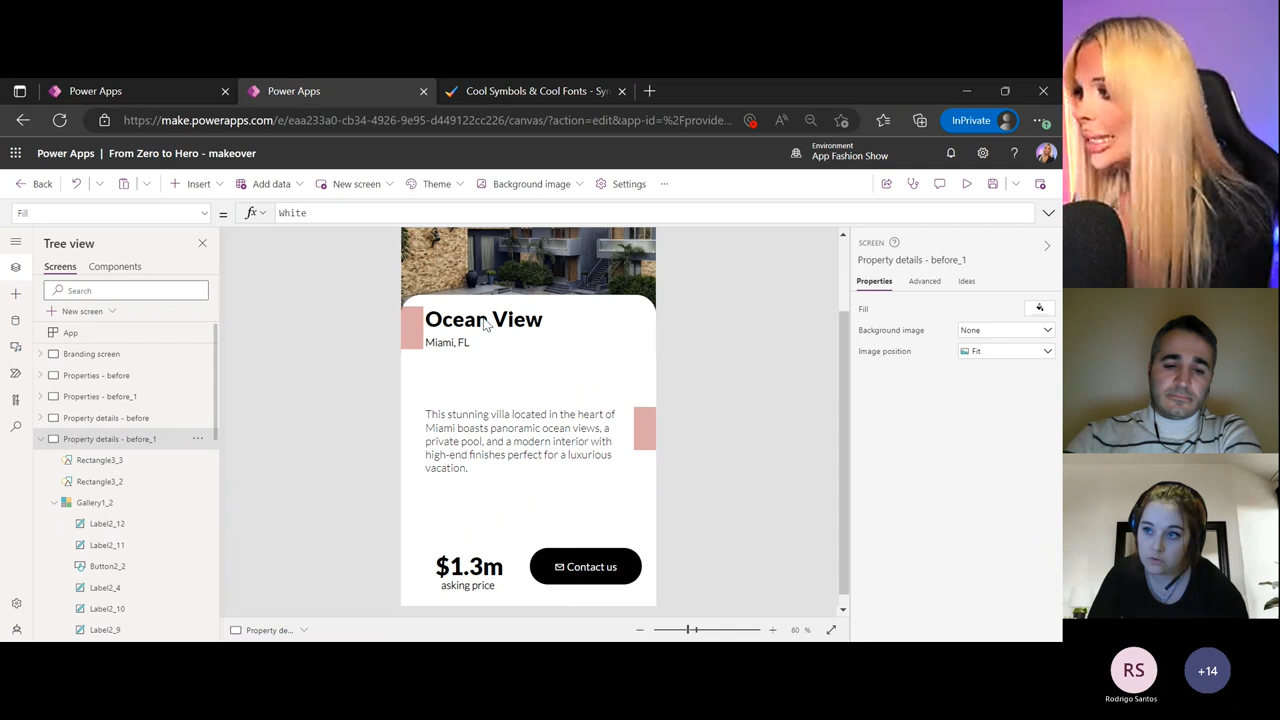 Power Apps
Power Apps
Cool Symbols & Cool Fonts - Syn
https://make.powerapps.com/e/eaa233a0-cb34-4926-9e95-d449122cc226/canvas/?action=edit&app-id=%2Fprovide...
InPrivate
Power Apps | From Zero to Hero - makeover
Environment
App Fashion Show
Back
Insert
Add data
New screen
Theme
Background image
Settings
Fill
= fx White
Tree view
Screens
Components
Search
New screen
App
Branding screen
Properties - before
Properties - before_1
Property details - before
Property details - before_1
Rectangle3_3
Rectangle3_2
Gallery1_2
Label2_12
Label2_11
Button2_2
Label2_4
Label2_10
Label2_9
Ocean View
Miami, FL
This stunning villa located in the heart of
Miami boasts panoramic ocean views, a
private pool, and a modern interior with
high-end finishes perfect for a luxurious
vacation.
$1.3m
asking price
Contact us
Property de...
60 %
SCREEN
Property details - before_1
Properties
Advanced
Ideas
Fill
Background image
None
Image position
Fit
RS
Rodrigo Santos
+14